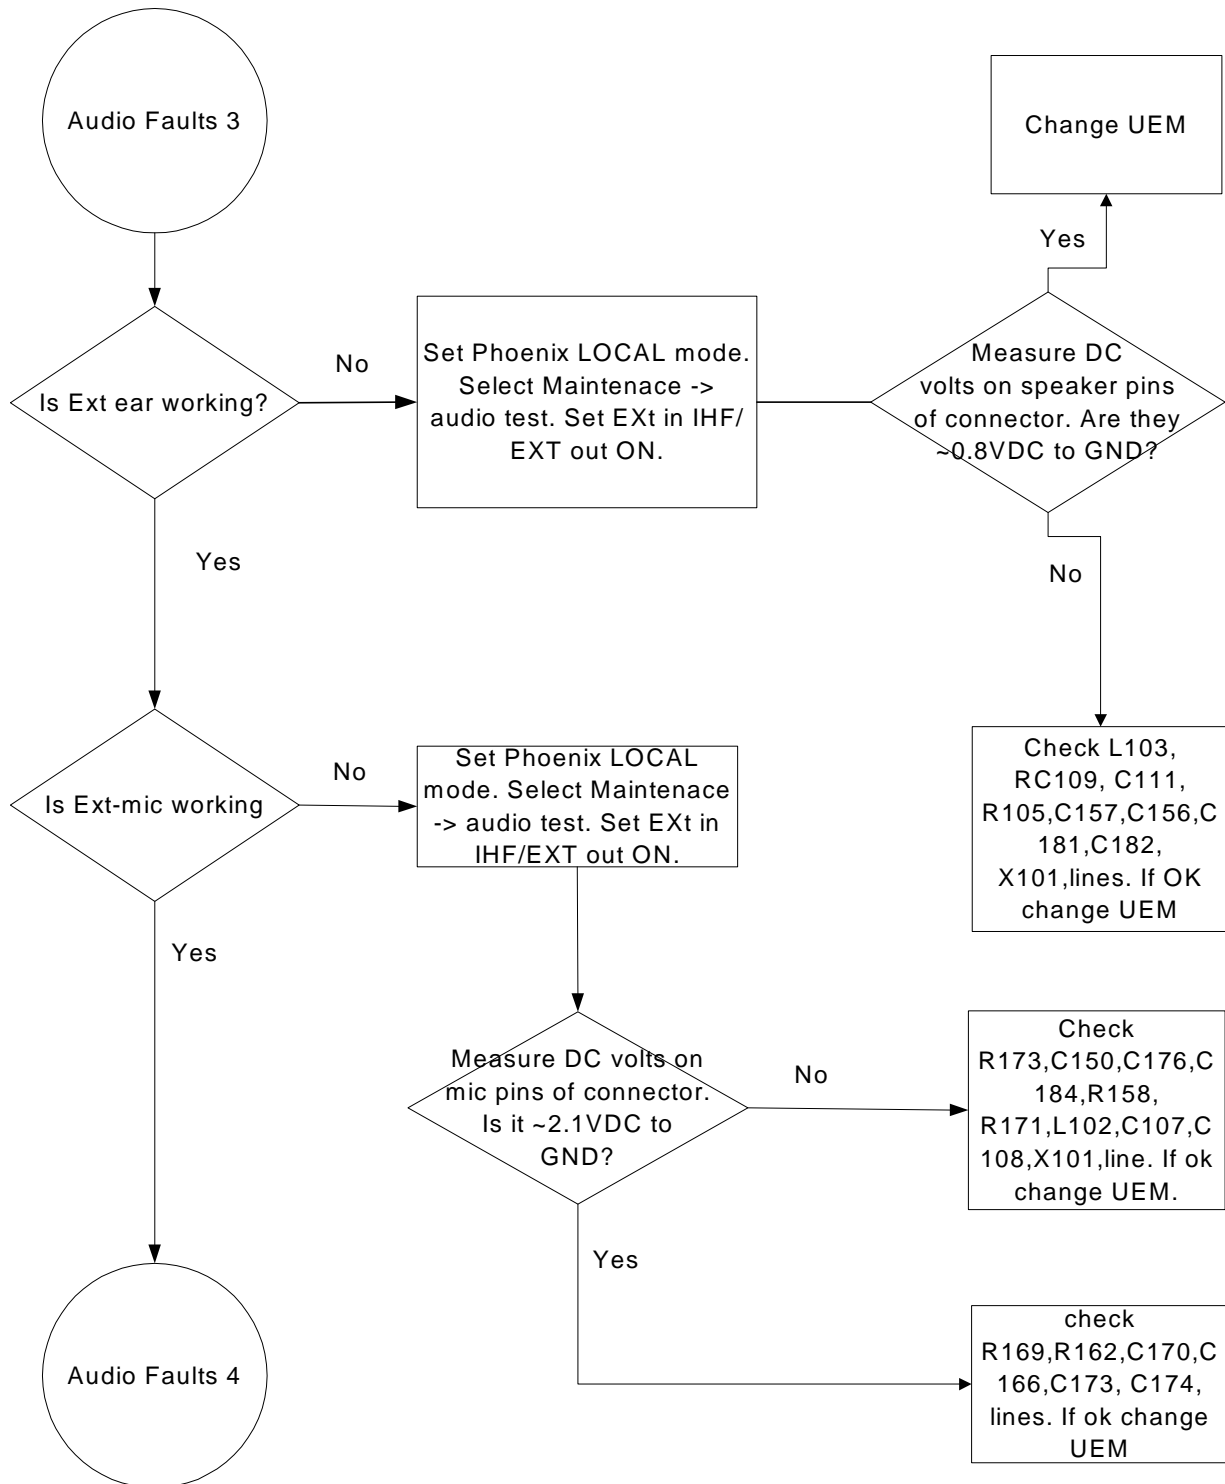 Audio Faults 3
Change UEM
Yes
Is Ext ear working?
No
Set Phoenix LOCAL mode.
Select Maintenace ->
audio test. Set EXt in IHF/
EXT out ON.
Measure DC
volts on speaker pins
of connector. Are they
~0.8VDC to GND?
Yes
No
Check L103,
RC109, C111,
R105,C157,C156,C
181,C182,
X101,lines. If OK
change UEM
Is Ext-mic working
No
Set Phoenix LOCAL
mode. Select Maintenace
-> audio test. Set EXt in
IHF/EXT out ON.
Yes
Measure DC volts on
mic pins of connector.
Is it ~2.1VDC to
GND?
No
Check
R173,C150,C176,C
184,R158,
R171,L102,C107,C
108,X101,line. If ok
change UEM.
Yes
check
R169,R162,C170,C
166,C173, C174,
lines. If ok change
UEM
Audio Faults 4